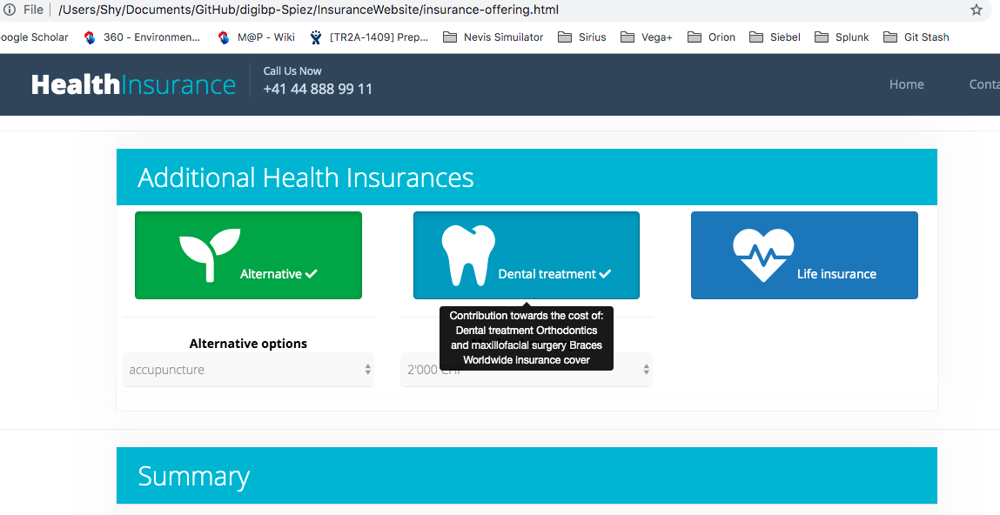 File /Users/Shy/Documents/GitHub/digibp-Spiez/InsuranceWebsite/insurance-offering.html
oogle Scholar 360 - Environmen... M@P - Wiki [TR2A-1409] Prep... Nevis Simuilator Sirius Vega+ Orion Siebel Splunk Git Stash
HealthInsurance
Call Us Now
+41 44 888 99 11
Home Conta
Additional Health Insurances
Alternative
Dental treatment
Life insurance
Contribution towards the cost of:
Dental treatment Orthodontics
and maxillofacial surgery Braces
Worldwide insurance cover
Alternative options
accupuncture
2'000 CHF
Summary